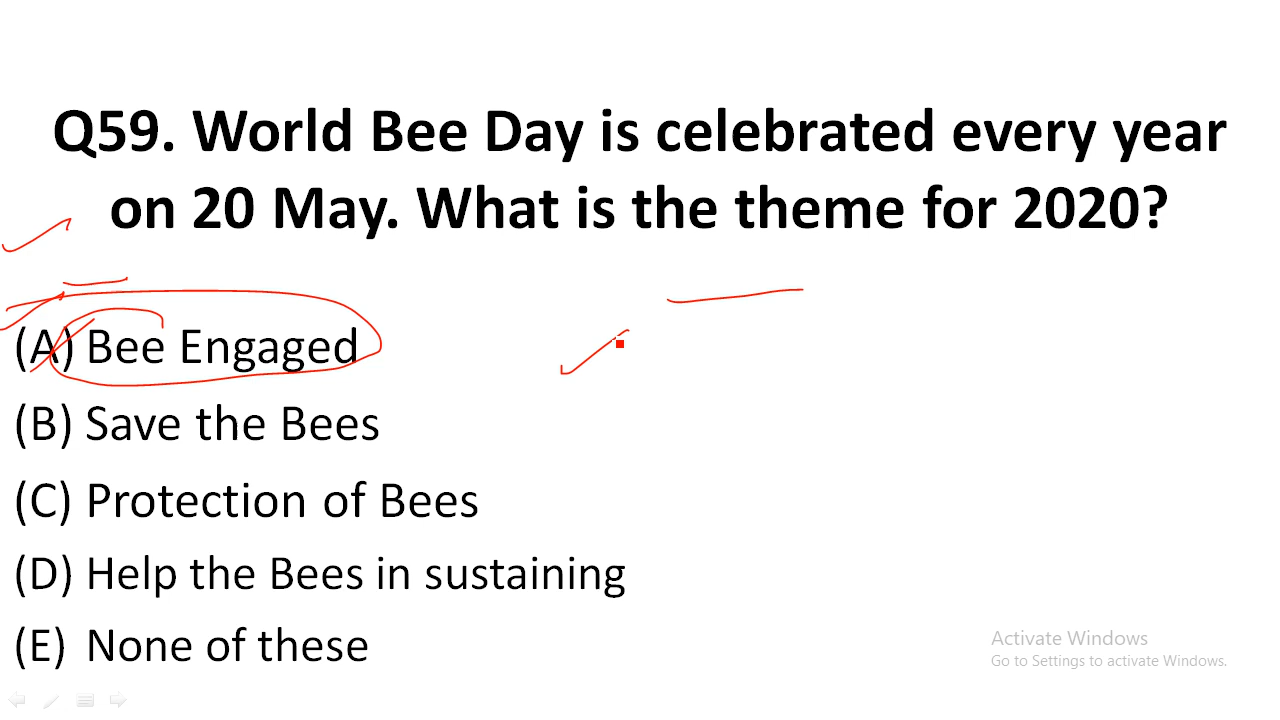 Q59. World Bee Day is celebrated every year
on 20 May. What is the theme for 2020?
(A) Bee Engaged
(B) Save the Bees
(C) Protection of Bees
(D) Help the Bees in sustaining
(E) None of these
Activate Windows
Go to Settings to activate Windows.